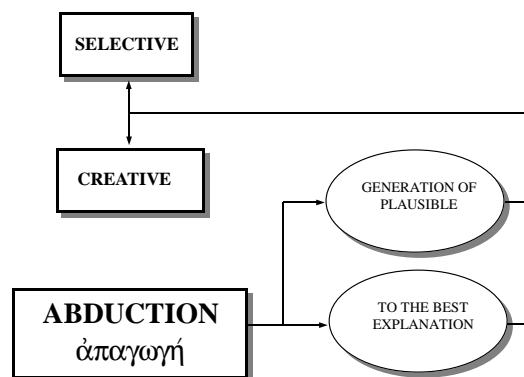 SELECTIVE
CREATIVE
GENERATION OF
PLAUSIBLE
TO THE BEST
EXPLANATION
ABDUCTION
ἀπαγωγή